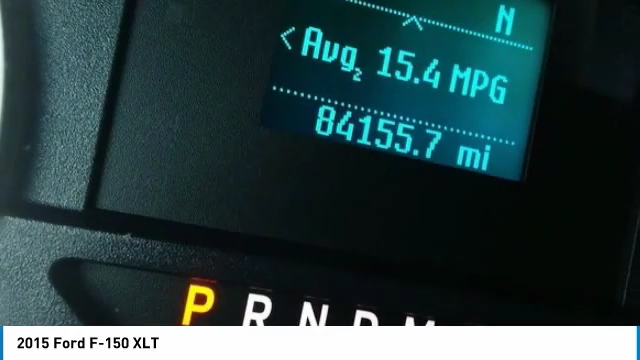 N
< Avg2 15.4 MPG
84155.7 mi
P R N D M
2015 Ford F-150 XLT